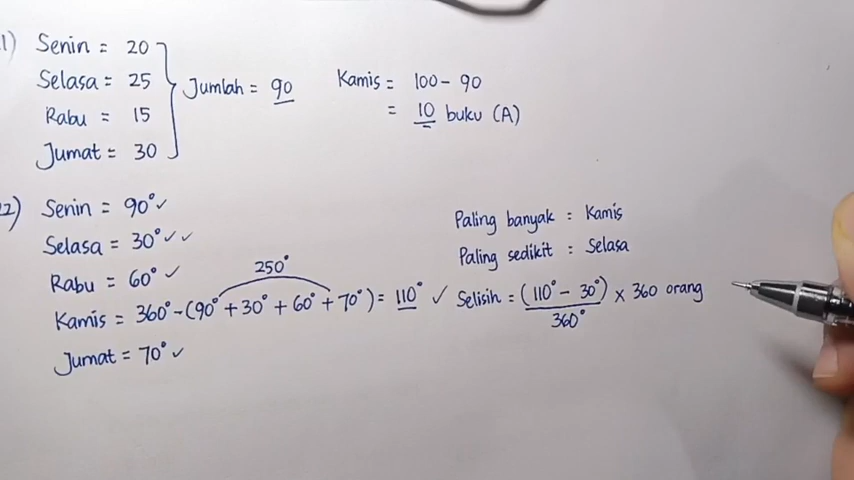 1) Senin = 20
Selasa = 25
Rabu = 15
Jumat = 30
Jumlah = 90
Kamis = 100 - 90
= 10 buku (A)
22) Senin = 90° ✓
Selasa = 30° ✓ ✓
Rabu = 60° ✓
250°
Kamis = 360° - (90° + 30° + 60° + 70°) = 110° ✓
Jumat = 70° ✓
Paling banyak : Kamis
Paling sedikit : Selasa
Selisih = (110° - 30°) × 360 orang
360°